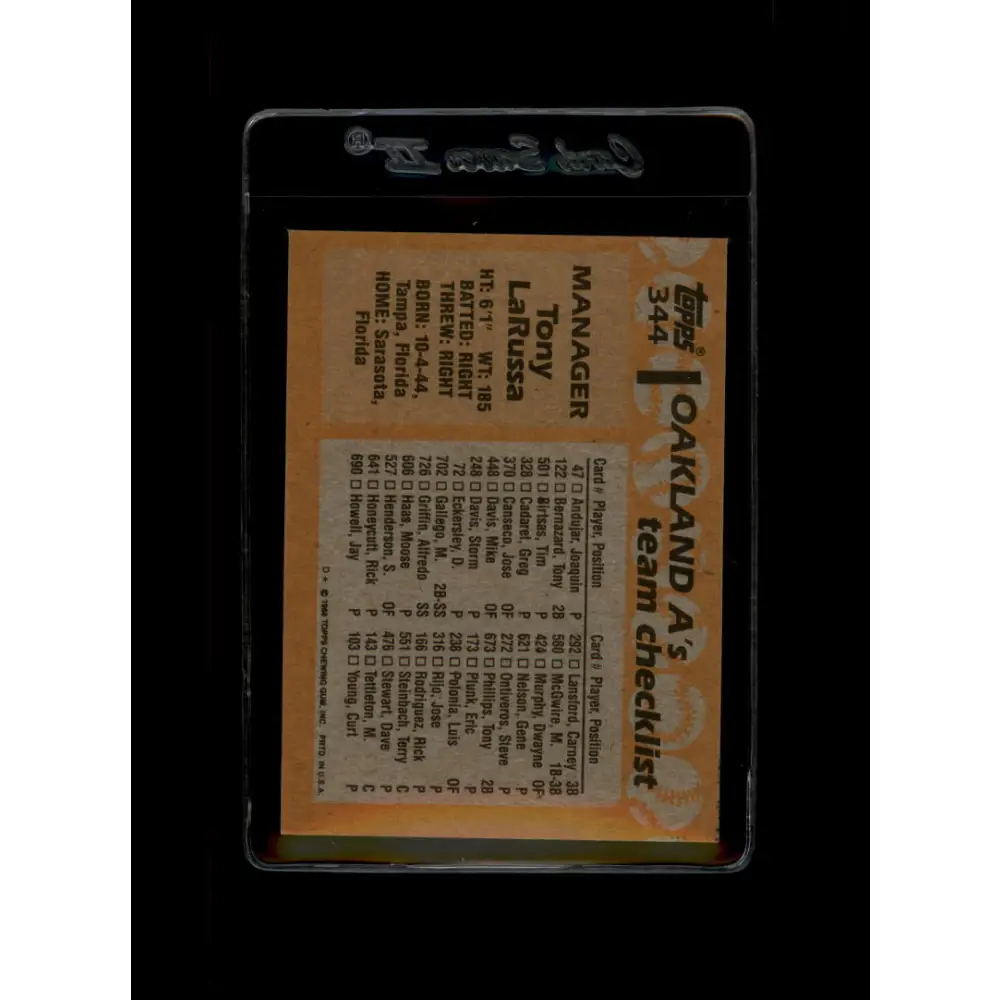 Card Saver II®
topps®
344
OAKLAND A's
team checklist
MANAGER
Tony
LaRussa
HT: 6'1" WT: 185
BATTED: RIGHT
THREW: RIGHT
BORN: 10-4-44,
Tampa, Florida
HOME: Sarasota,
Florida
Card # Player, Position
47 □ Andujar, Joaquin P
122 □ Bernazard, Tony 2B
501 □ Birtsas, Tim P
328 □ Cadaret, Greg P
370 □ Canseco, Jose OF
448 □ Davis, Mike OF
248 □ Davis, Storm P
72 □ Eckersley, D. P
702 □ Gallego, M. 2B-SS
726 □ Griffin, Alfredo SS
606 □ Haas, Moose P
527 □ Henderson, S. OF
641 □ Honeycutt, Rick P
690 □ Howell, Jay P
Card # Player, Position
292 □ Lansford, Carney 3B
580 □ McGwire, M. 1B-3B
424 □ Murphy, Dwayne OF
621 □ Nelson, Gene P
272 □ Ontiveros, Steve P
673 □ Phillips, Tony 2B
173 □ Plunk, Eric P
238 □ Polonia, Luis OF
316 □ Rijo, Jose P
166 □ Rodriguez, Rick P
551 □ Steinbach, Terry C
476 □ Stewart, Dave P
143 □ Tettleton, M. C
103 □ Young, Curt P
D * © 1988 TOPPS CHEWING GUM, INC. PRTD. IN U.S.A.